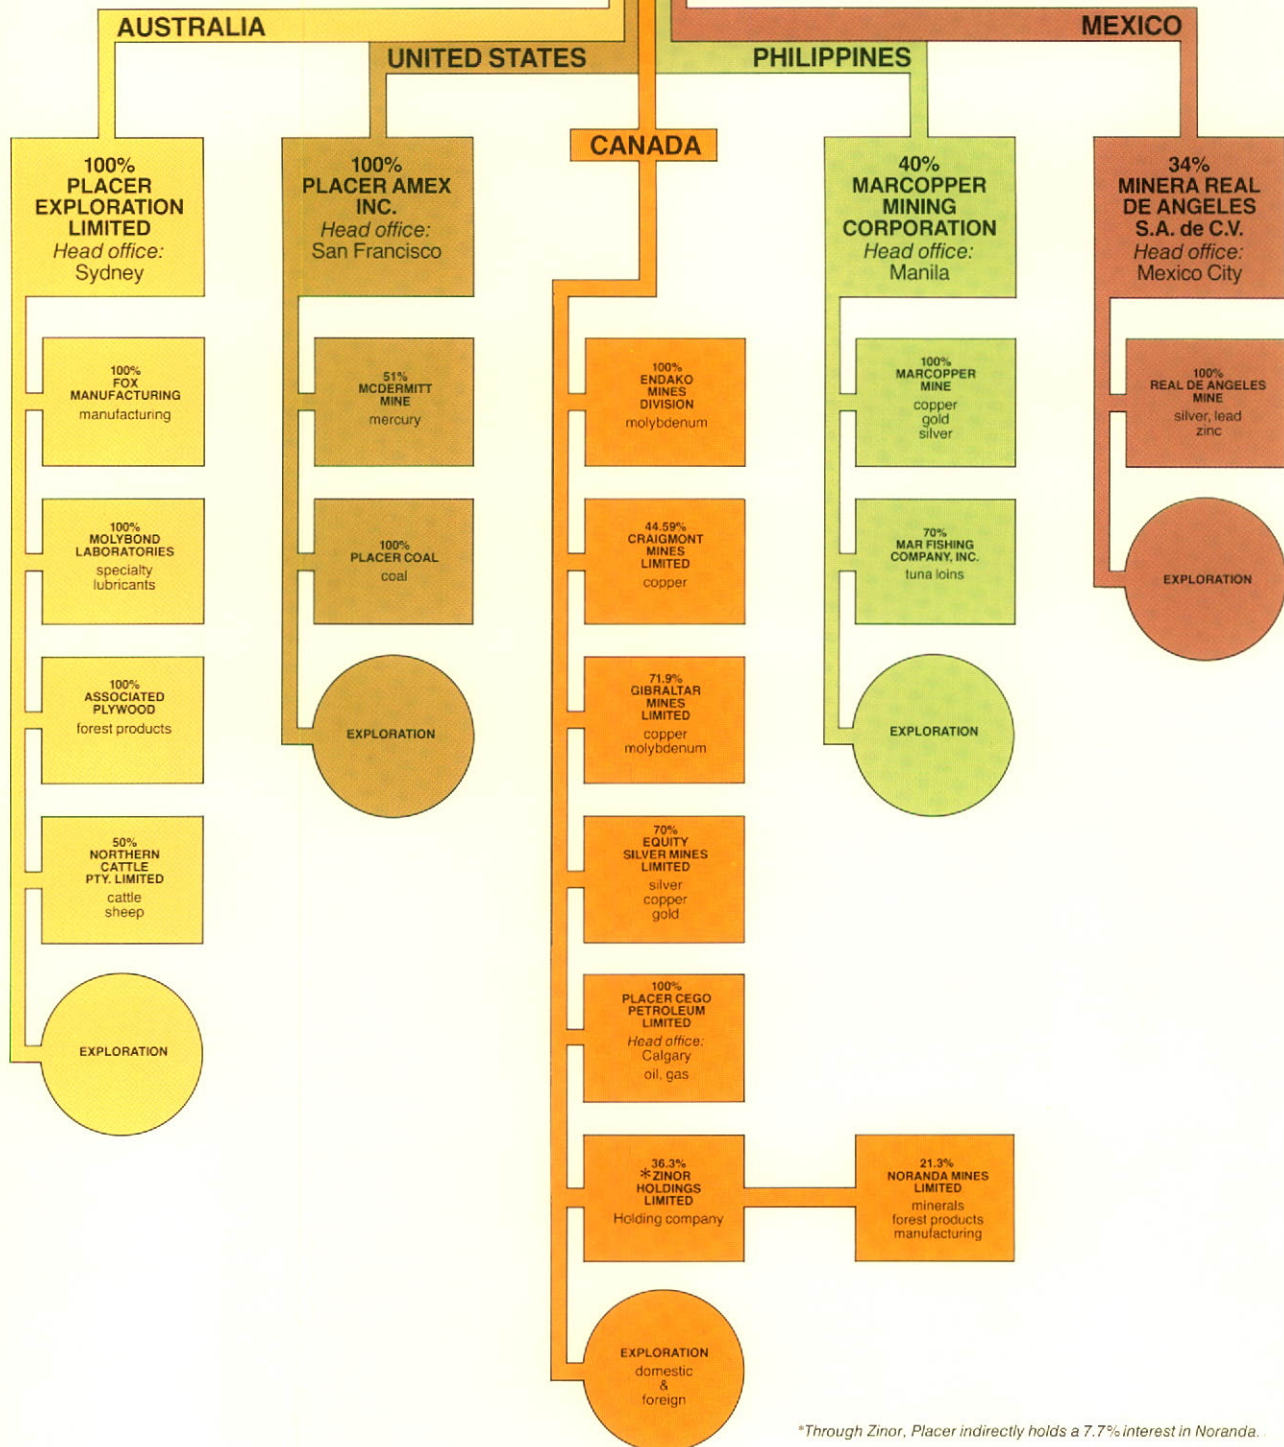 AUSTRALIA
UNITED STATES
CANADA
PHILIPPINES
MEXICO
100%
PLACER
EXPLORATION
LIMITED
Head office:
Sydney
100%
FOX
MANUFACTURING
manufacturing
100%
MOLYBOND
LABORATORIES
specialty
lubricants
100%
ASSOCIATED
PLYWOOD
forest products
50%
NORTHERN
CATTLE
PTY. LIMITED
cattle
sheep
EXPLORATION
100%
PLACER AMEX
INC.
Head office:
San Francisco
51%
MCDERMITT
MINE
mercury
100%
PLACER COAL
coal
EXPLORATION
100%
ENDAKO
MINES
DIVISION
molybdenum
44.59%
CRAIGMONT
MINES
LIMITED
copper
71.9%
GIBRALTAR
MINES
LIMITED
copper
molybdenum
70%
EQUITY
SILVER MINES
LIMITED
silver
copper
gold
100%
PLACER CEGO
PETROLEUM
LIMITED
Head office:
Calgary
oil, gas
36.3%
*ZINOR
HOLDINGS
LIMITED
Holding company
21.3%
NORANDA MINES
LIMITED
minerals
forest products
manufacturing
EXPLORATION
domestic
&
foreign
40%
MARCOPPER
MINING
CORPORATION
Head office:
Manila
100%
MARCOPPER
MINE
copper
gold
silver
70%
MAR FISHING
COMPANY, INC.
tuna loins
EXPLORATION
34%
MINERA REAL
DE ANGELES
S.A. de C.V.
Head office:
Mexico City
100%
REAL DE ANGELES
MINE
silver, lead
zinc
EXPLORATION
*Through Zinor, Placer indirectly holds a 7.7% interest in Noranda.